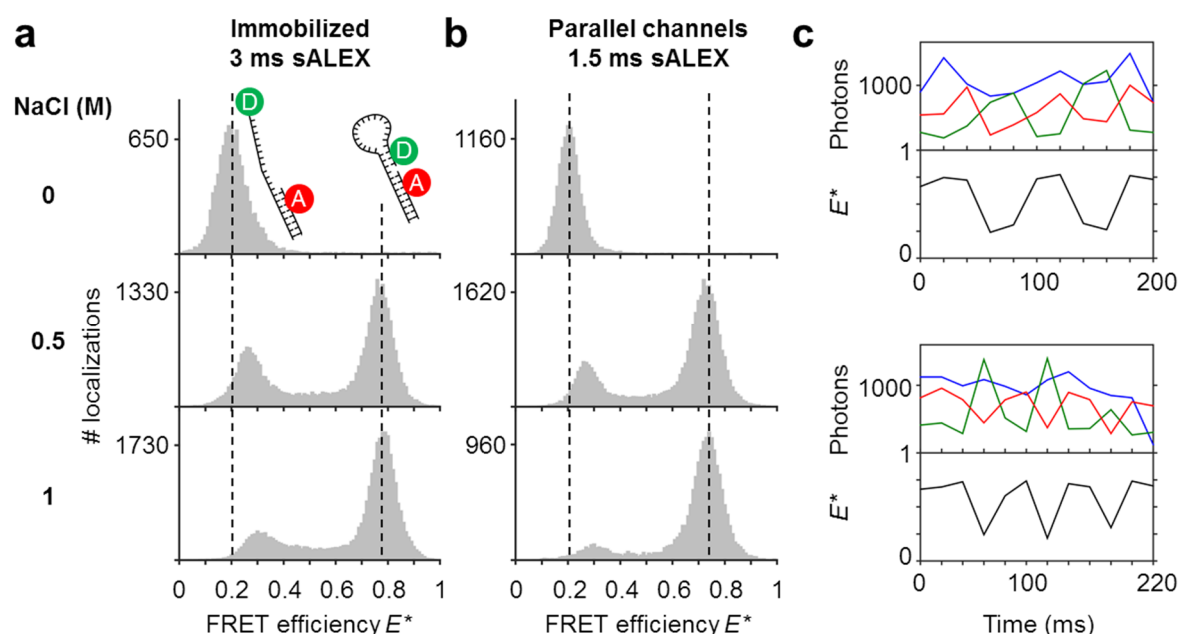 a
Immobilized
3 ms sALEX
b
Parallel channels
1.5 ms sALEX
c
NaCl (M)
0
0.5
1
# localizations
650
1330
1730
D
A
D
A
0 0.2 0.4 0.6 0.8 1
FRET efficiency E*
1160
1620
960
0 0.2 0.4 0.6 0.8 1
FRET efficiency E*
Photons
1000
1
E*
0
0 100 200
Photons
1000
1
E*
0
0 100 220
Time (ms)